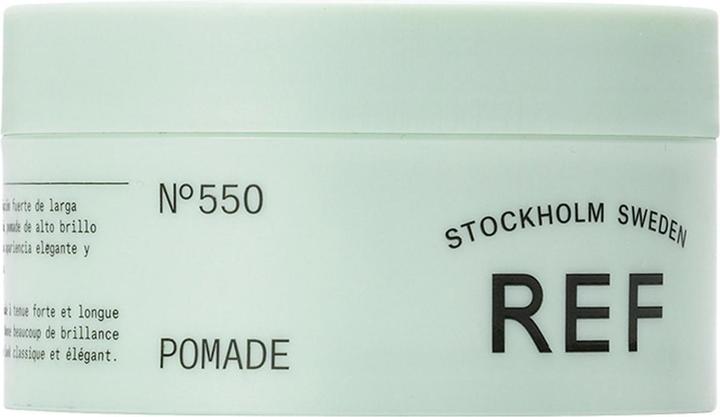 fuerte de larga
pomade de alto brillo
apariencia elegante y
à tenue forte et longue
beaucoup de brillance
classique et élégant.
Nº550
POMADE
STOCKHOLM SWEDEN
REF